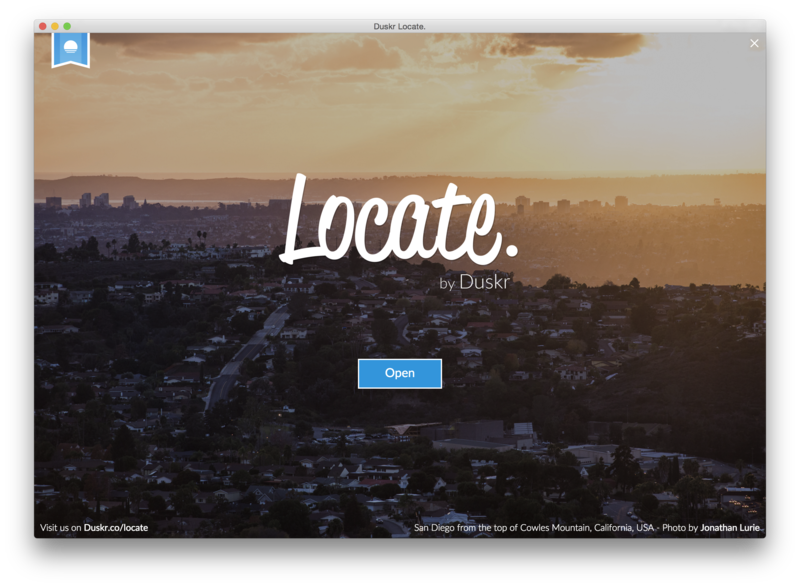 Duskr Locate.
Locate.
by Duskr
Open
Visit us on Duskr.co/locate
San Diego from the top of Cowles Mountain, California, USA - Photo by Jonathan Lurie